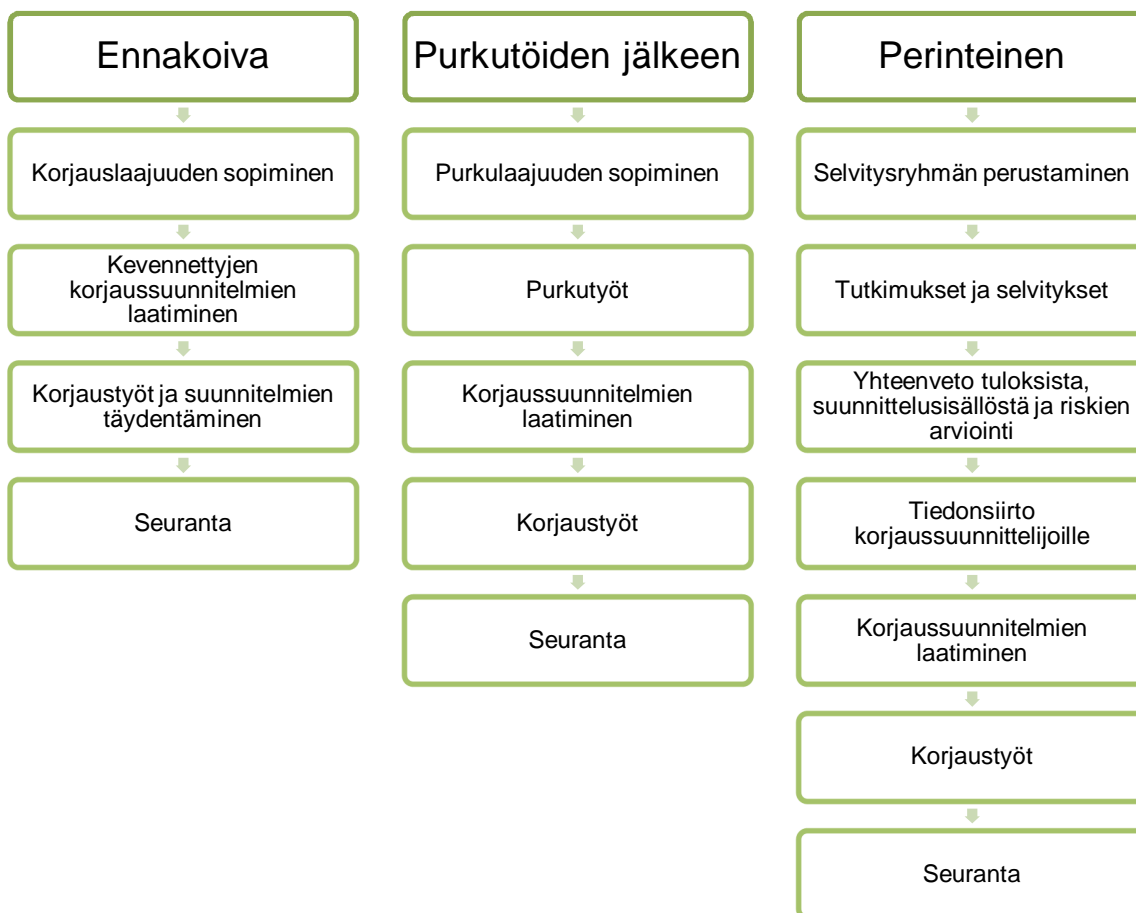 Ennakoiva
Korjauslaajuuden sopiminen
Kevennettyjen
korjaussuunnitelmien
laatiminen
Korjaustyöt ja suunnitelmien
täydentäminen
Seuranta
Purkutöiden jälkeen
Purkulaajuuden sopiminen
Purkutyöt
Korjaussuunnitelmien
laatiminen
Korjaustyöt
Seuranta
Perinteinen
Selvitysryhmän perustaminen
Tutkimukset ja selvitykset
Yhteenveto tuloksista,
suunnittelusisällöstä ja riskien
arviointi
Tiedonsiirto
korjaussuunnittelijoille
Korjaussuunnitelmien
laatiminen
Korjaustyöt
Seuranta